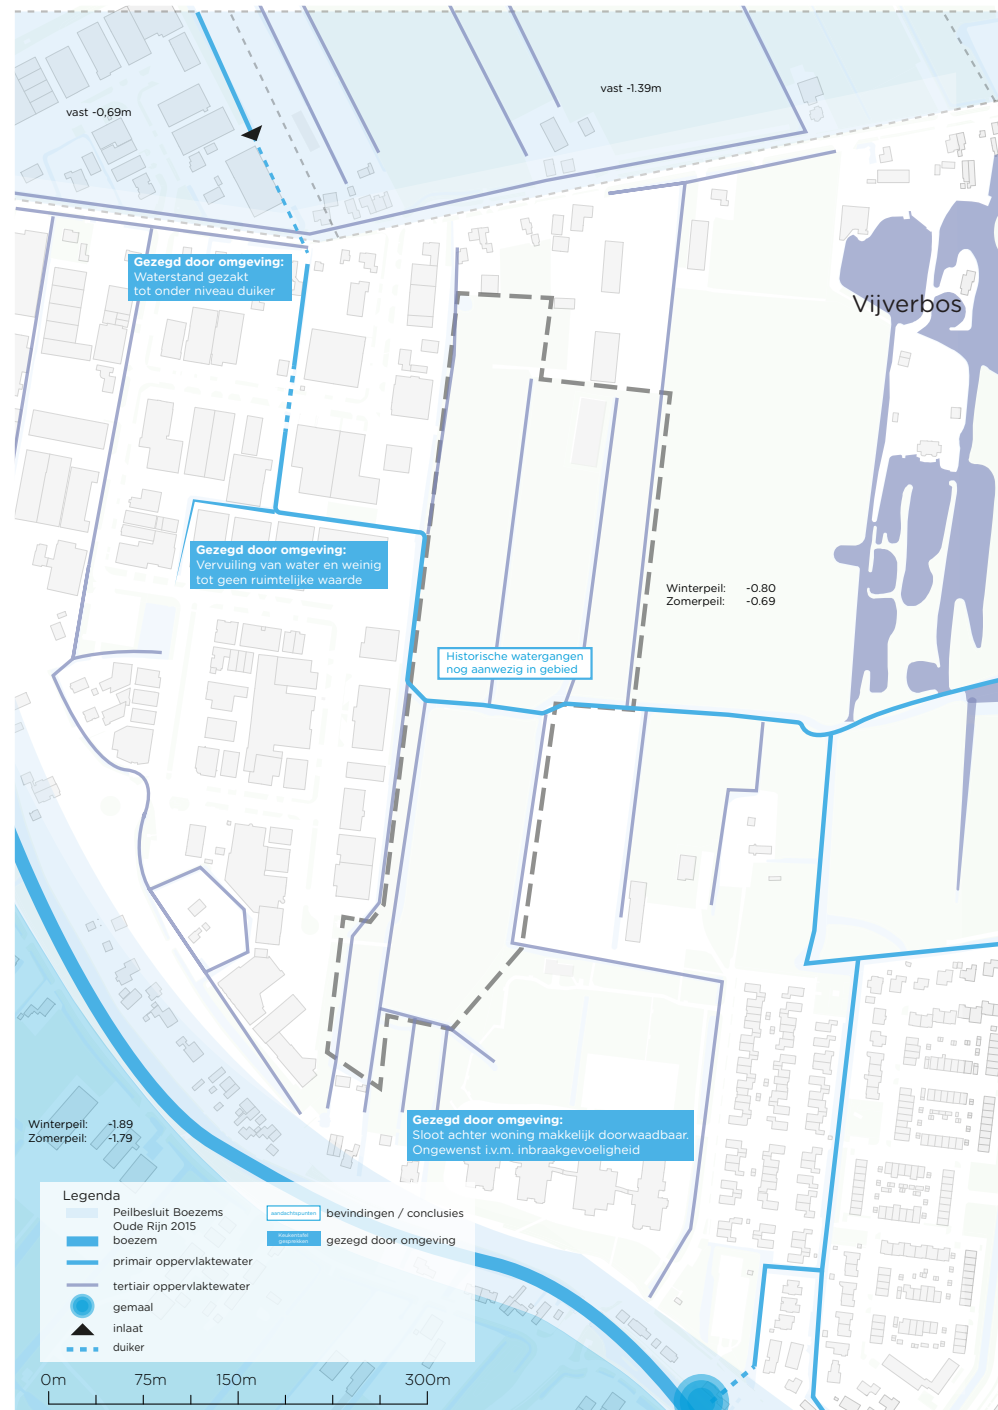 vast -1.39m
vast -0,69m
Gezegd door omgeving:
Waterstand gezakt
tot onder niveau duiker
Vijverbos
Gezegd door omgeving:
Vervuiling van water en weinig
tot geen ruimtelijke waarde
Winterpeil: -0.80
Zomerpeil: -0.69
Historische watergangen
nog aanwezig in gebied
Gezegd door omgeving:
Sloot achter woning makkelijk doorwaadbaar.
Ongewenst i.v.m. inbraakgevoeligheid
Winterpeil: -1.89
Zomerpeil: -1.79
Legenda
Peilbesluit Boezems
Oude Rijn 2015
boezem
primair oppervlaktewater
tertiair oppervlaktewater
gemaal
inlaat
duiker
aandachtspunten
bevindingen / conclusies
Keukentafel
gesprekken
gezegd door omgeving
0m 75m 150m 300m